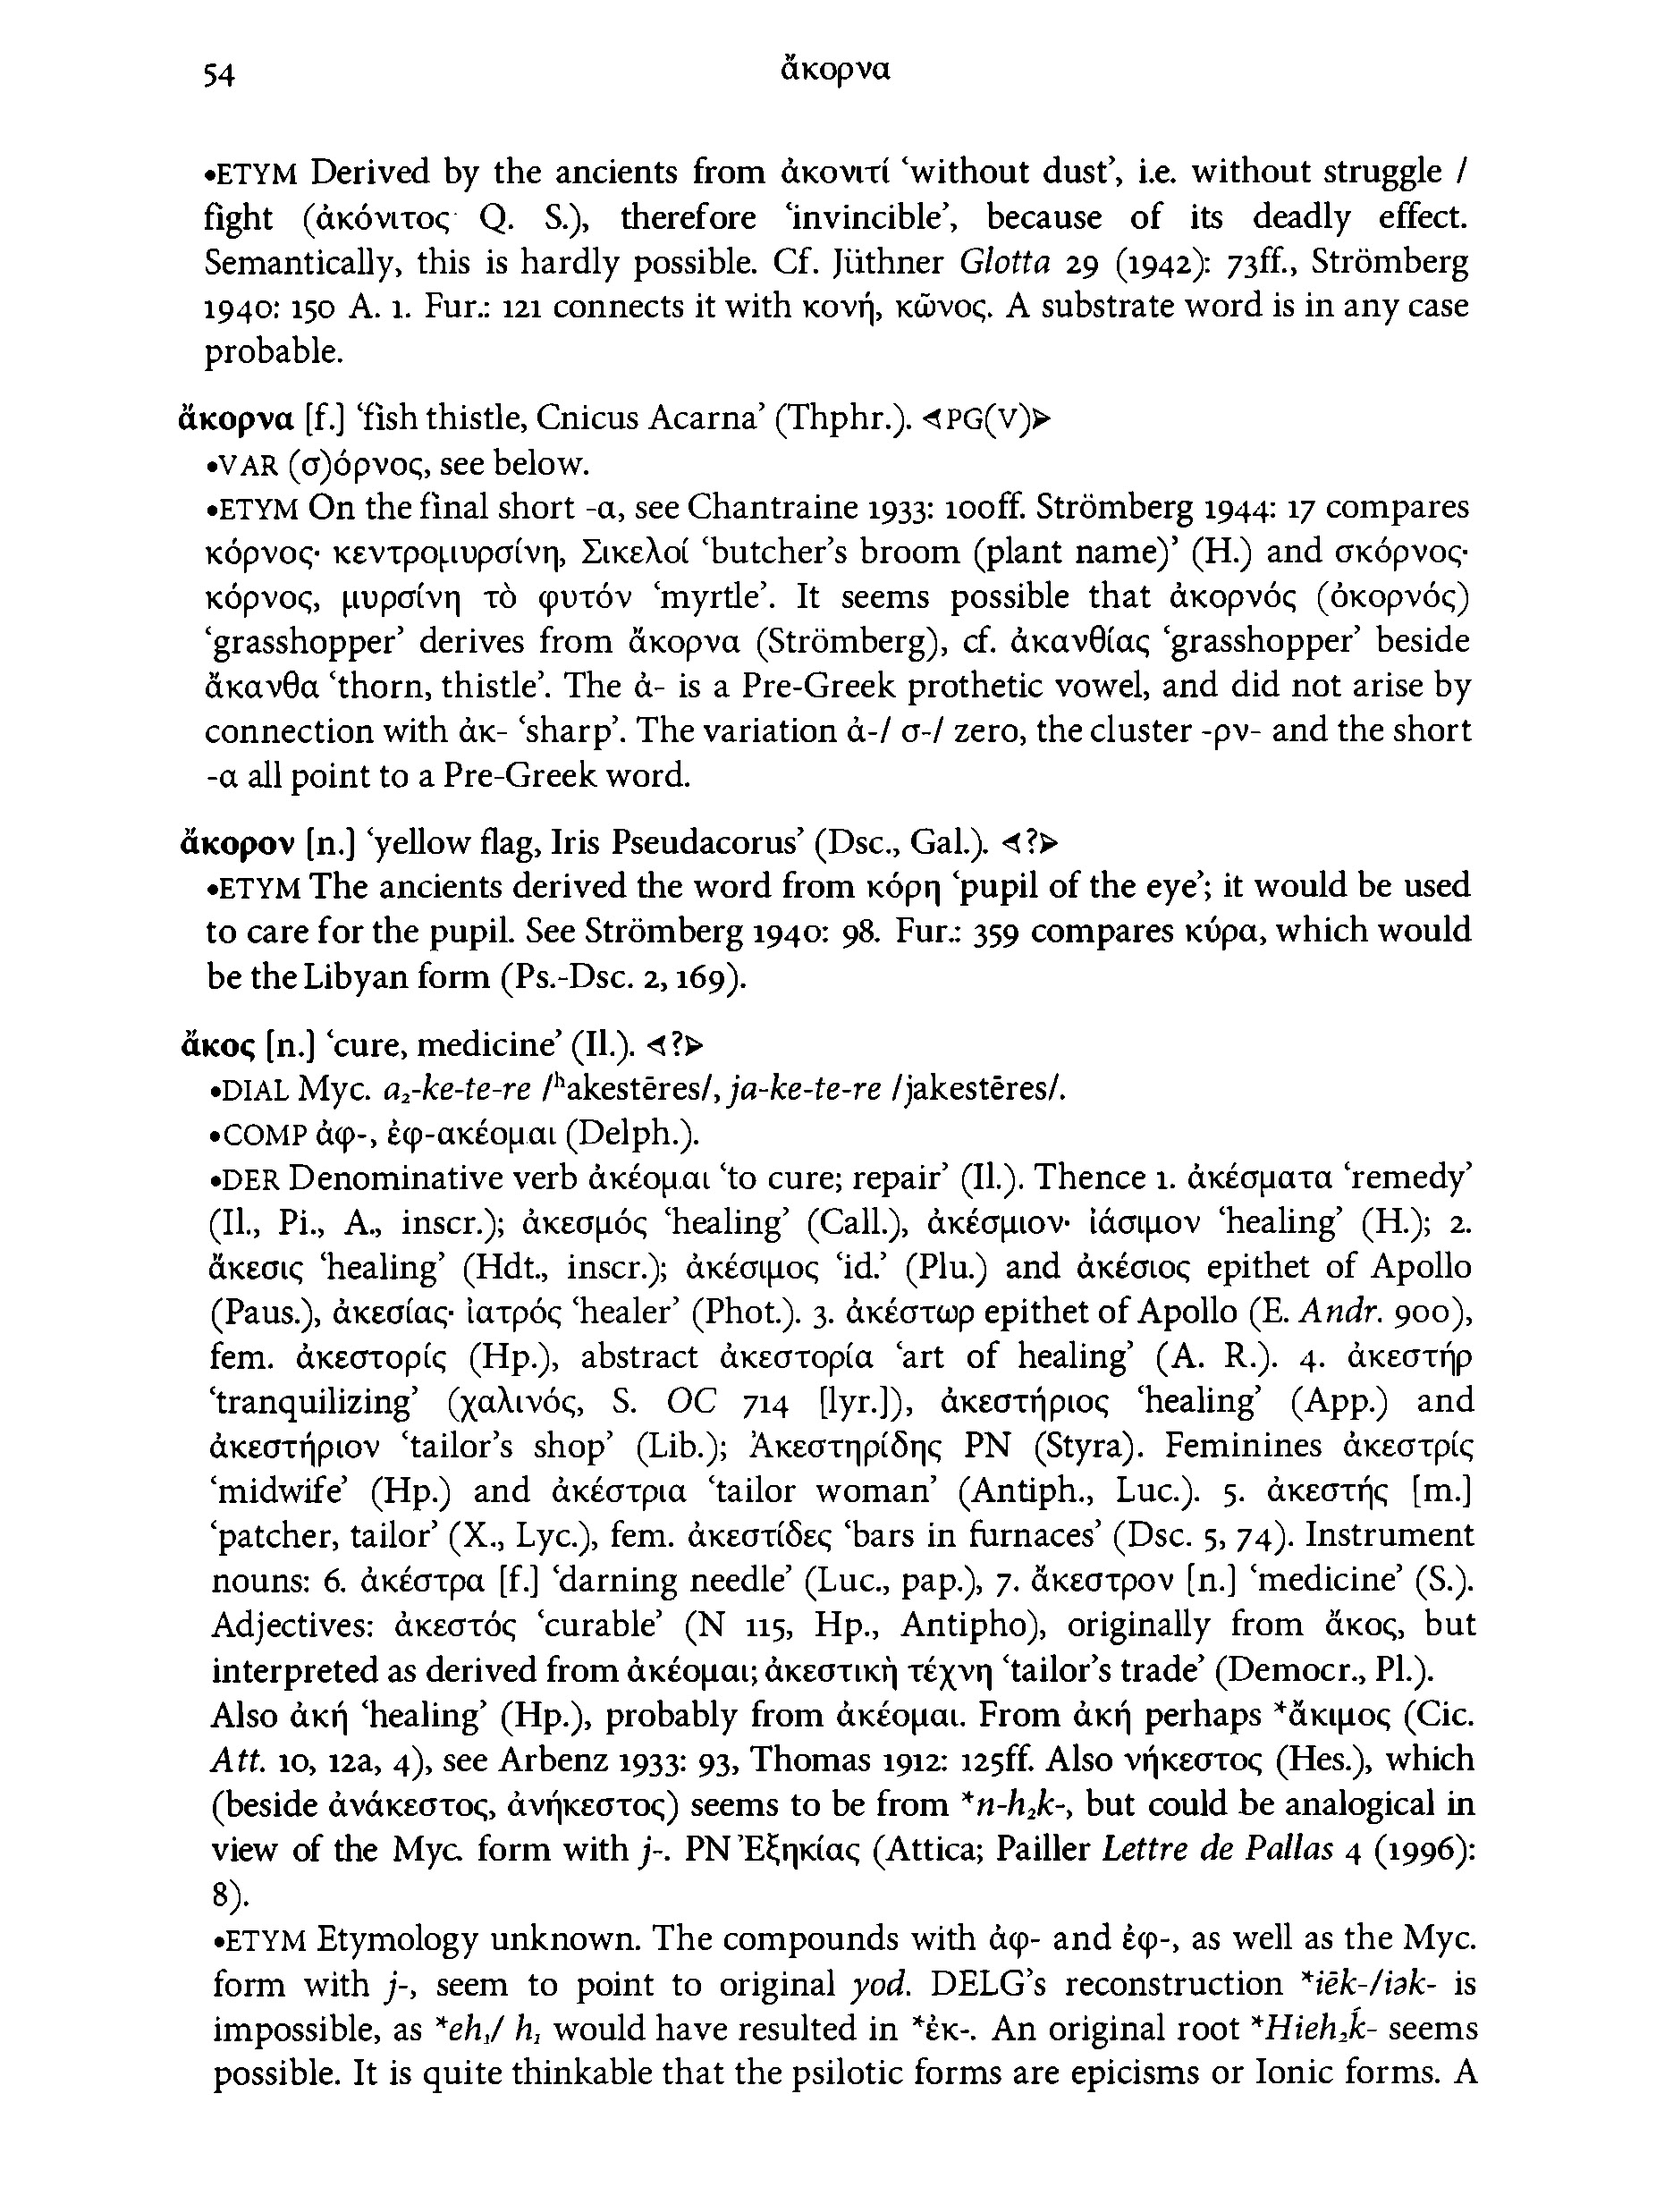 54
ἄκορνα
•ETYM Derived by the ancients from ἀκονιτί ‘without dust’, i.e. without struggle /
fight (ἀκόνιτος Q. S.), therefore ‘invincible’, because of its deadly effect.
Semantically, this is hardly possible. Cf. Jüthner Glotta 29 (1942): 73ff., Strömberg
1940: 150 A. 1. Fur.: 121 connects it with κονή, κῶνος. A substrate word is in any case
probable.
ἄκορνα [f.] ‘fish thistle, Cnicus Acarna’ (Thphr.). <PG(V)>
•VAR (σ)όρνος, see below.
•ETYM On the final short -α, see Chantraine 1933: 100ff. Strömberg 1944: 17 compares
κόρνος· κεντρομυρσίνη, Σικελοί ‘butcher’s broom (plant name)’ (H.) and σκόρνος·
κόρνος, μυρσίνη τὸ φυτόν ‘myrtle’. It seems possible that ἀκορνός (ὀκορνός)
‘grasshopper’ derives from ἄκορνα (Strömberg), cf. ἀκανθίας ‘grasshopper’ beside
ἄκανθα ‘thorn, thistle’. The ἀ- is a Pre-Greek prothetic vowel, and did not arise by
connection with ἀκ- ‘sharp’. The variation ἀ-/ σ-/ zero, the cluster -ρν- and the short
-α all point to a Pre-Greek word.
ἄκορον [n.] ‘yellow flag, Iris Pseudacorus’ (Dsc., Gal.). <?>
•ETYM The ancients derived the word from κόρη ‘pupil of the eye’; it would be used
to care for the pupil. See Strömberg 1940: 98. Fur.: 359 compares κύρα, which would
be the Libyan form (Ps.-Dsc. 2, 169).
ἄκος [n.] ‘cure, medicine’ (Il.). <?>
•DIAL Myc. a₂-ke-te-re /ʰakestēres/, ja-ke-te-re /jakestēres/.
•COMP ἀφ-, ἐφ-ακέομαι (Delph.).
•DER Denominative verb ἀκέομαι ‘to cure; repair’ (Il.). Thence 1. ἀκέσματα ‘remedy’
(Il., Pi., A., inscr.); ἀκεσμός ‘healing’ (Call.), ἀκέσμιον· ἰάσιμον ‘healing’ (H.); 2.
ἄκεσις ‘healing’ (Hdt., inscr.); ἀκέσιμος ‘id.’ (Plu.) and ἀκέσιος epithet of Apollo
(Paus.), ἀκεσίας· ἰατρός ‘healer’ (Phot.). 3. ἀκέστωρ epithet of Apollo (E. Andr. 900),
fem. ἀκεστορίς (Hp.), abstract ἀκεστορία ‘art of healing’ (A. R.). 4. ἀκεστήρ
‘tranquilizing’ (χαλινός, S. OC 714 [lyr.]), ἀκεστήριος ‘healing’ (App.) and
ἀκεστήριον ‘tailor’s shop’ (Lib.); Ἀκεστηρίδης PN (Styra). Feminines ἀκεστρίς
‘midwife’ (Hp.) and ἀκέστρια ‘tailor woman’ (Antiph., Luc.). 5. ἀκεστής [m.]
‘patcher, tailor’ (X., Lyc.), fem. ἀκεστίδες ‘bars in furnaces’ (Dsc. 5, 74). Instrument
nouns: 6. ἀκέστρα [f.] ‘darning needle’ (Luc., pap.), 7. ἄκεστρον [n.] ‘medicine’ (S.).
Adjectives: ἀκεστός ‘curable’ (N 115, Hp., Antipho), originally from ἄκος, but
interpreted as derived from ἀκέομαι; ἀκεστικὴ τέχνη ‘tailor’s trade’ (Democr., Pl.).
Also ἀκή ‘healing’ (Hp.), probably from ἀκέομαι. From ἀκή perhaps *ἄκιμος (Cic.
Att. 10, 12a, 4), see Arbenz 1933: 93, Thomas 1912: 125ff. Also νήκεστος (Hes.), which
(beside ἀνάκεστος, ἀνήκεστος) seems to be from *n-h₂k-, but could be analogical in
view of the Myc. form with j-. PN Ἐξηκίας (Attica; Pailler Lettre de Pallas 4 (1996):
8).
•ETYM Etymology unknown. The compounds with ἀφ- and ἐφ-, as well as the Myc.
form with j-, seem to point to original yod. DELG’s reconstruction *iēk-/iək- is
impossible, as *eh₁/ h₁ would have resulted in *ἐκ-. An original root *Hieh₂k- seems
possible. It is quite thinkable that the psilotic forms are epicisms or Ionic forms. A